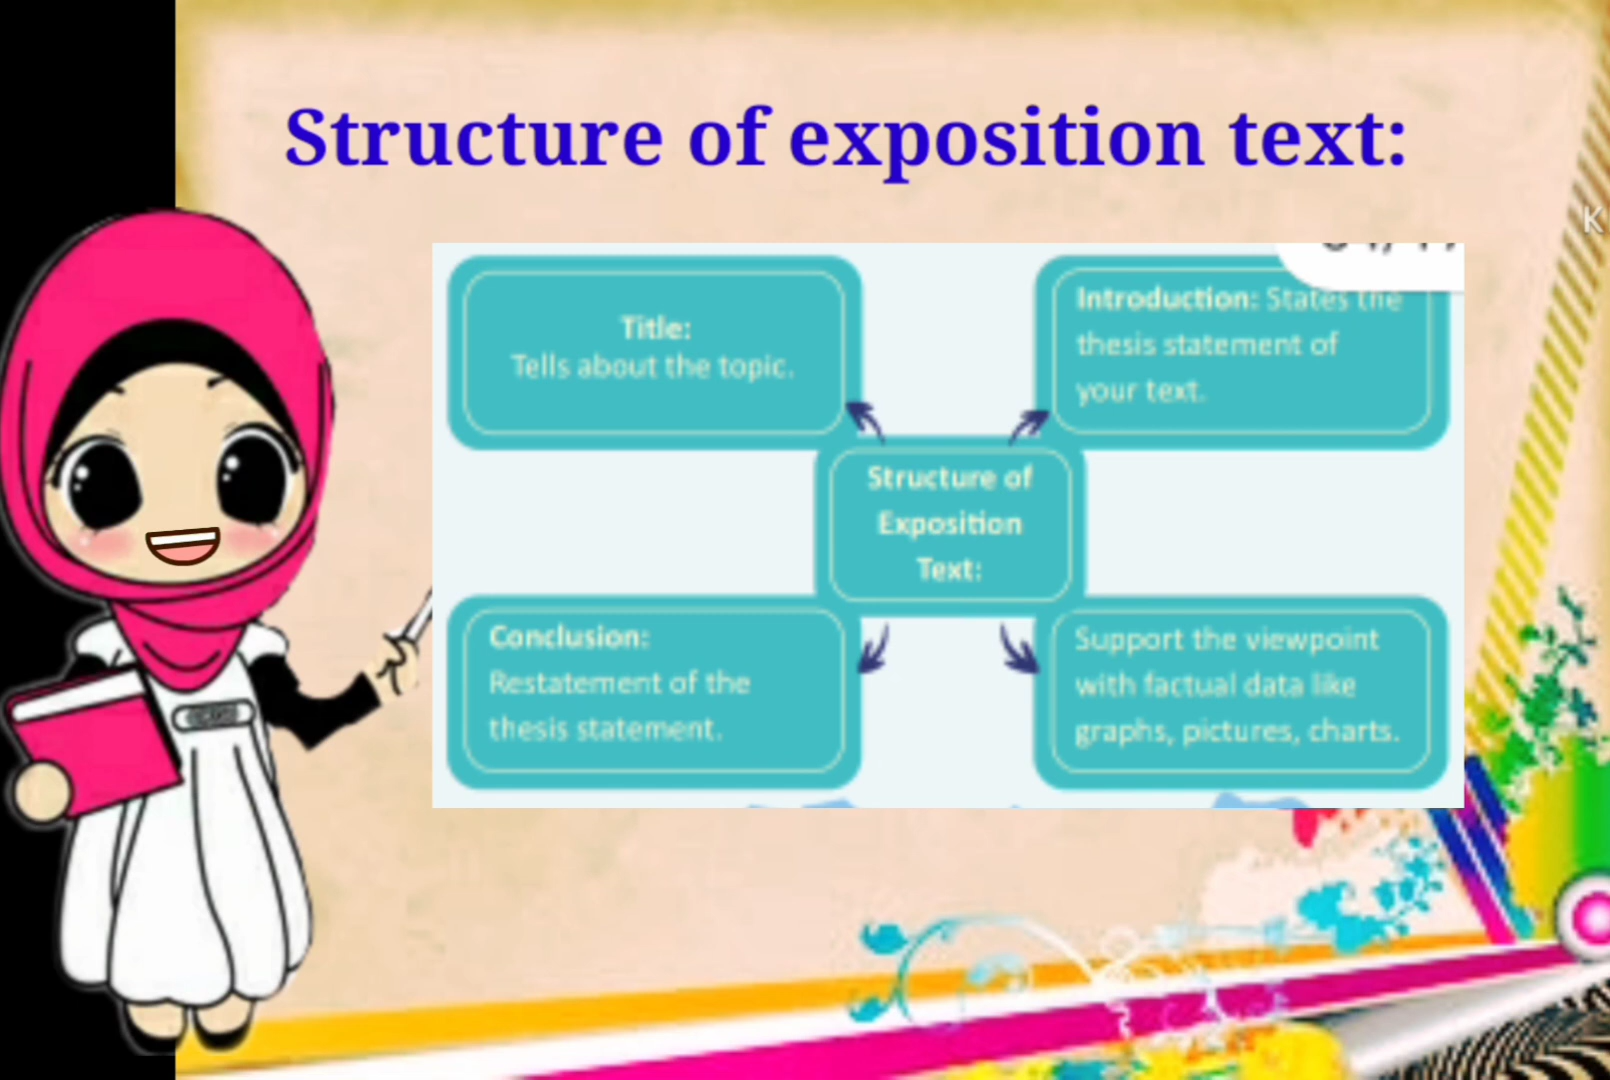 Structure of exposition text:
K
Title:
Tells about the topic.
Introduction: States the
thesis statement of
your text.
Structure of
Exposition
Text:
Conclusion:
Restatement of the
thesis statement.
Support the viewpoint
with factual data like
graphs, pictures, charts.